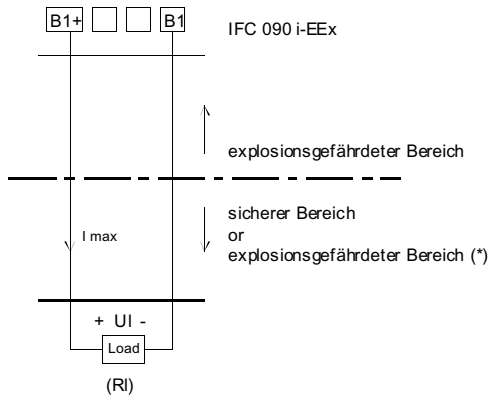 B1+ B1
IFC 090 i-EEx
explosionsgefährdeter Bereich
sicherer Bereich
or
explosionsgefährdeter Bereich (*)
I max
+ UI -
Load
(RI)